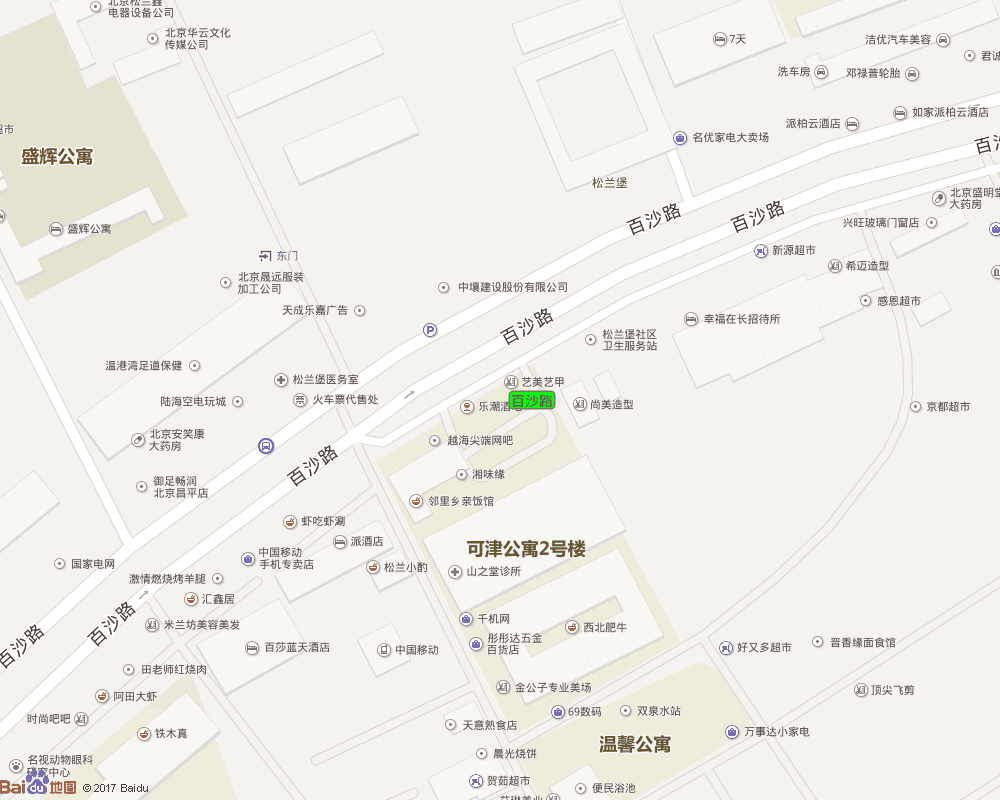 北京松兰鑫
电器设备公司
北京华云文化
传媒公司
7天
洁优汽车美容
君诚
洗车房
邓禄普轮胎
如家派柏云酒店
派柏云酒店
超市
名优家电大卖场
百沙
盛辉公寓
松兰堡
北京盛明堂
大药房
百沙路
百沙路
兴旺玻璃门窗店
盛辉公寓
东门
新源超市
希迈造型
北京晨远服装
加工公司
中壤建设股份有限公司
感恩超市
天成乐嘉广告
幸福在长招待所
百沙路
松兰堡社区
卫生服务站
温港湾足道保健
松兰堡医务室
艺美艺甲
火车票代售处
陆海空电玩城
乐潮酒吧
百沙路
尚美造型
京都超市
北京安笑康
大药房
越海尖端网吧
百沙路
湘味缘
御足畅润
北京昌平店
邻里乡亲饭馆
虾吃虾涮
派酒店
可津公寓2号楼
中国移动
手机专卖店
国家电网
松兰小酌
山之堂诊所
激情燃烧烤羊腿
汇鑫居
百沙路
千机网
米兰坊美容美发
西北肥牛
百沙路
彤彤达五金
百货店
百莎蓝天酒店
中国移动
好又多超市
晋香缘面食馆
田老师红烧肉
金公子专业美场
顶尖飞剪
阿田大虾
69数码
双泉水站
时尚吧吧
天意熟食店
铁木真
万事达小家电
温馨公寓
晨光烧饼
名视动物眼科
研究中心
贺茹超市
便民浴池
Bai du 地图
© 2017 Baidu